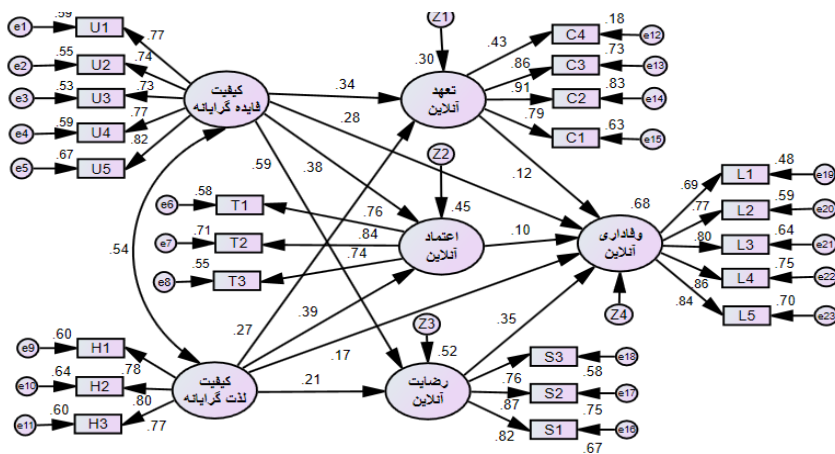 .59
e1
U1
.77
.55
e2
U2
.74
.53
e3
U3
.73
.59
e4
U4
.77
.67
e5
U5
.82
کیفیت
فایده گرایانه
Z1
.30
تعهد
آنلاین
.43
C4
.18
e12
.86
C3
.73
e13
.91
C2
.83
e14
.79
C1
.63
e15
.34
.28
.59
.38
.12
Z2
.45
.58
e6
T1
.76
.71
e7
T2
.84
.55
e8
T3
.74
اعتماد
آنلاین
.10
.68
وفاداری
آنلاین
Z4
.69
L1
.48
e19
.77
L2
.59
e20
.80
L3
.64
e21
.86
L4
.75
e22
.84
L5
.70
e23
.54
.39
.27
.17
.21
.35
.60
e9
H1
.78
.64
e10
H2
.80
.60
e11
H3
.77
کیفیت
لذت گرایانه
Z3
.52
رضایت
آنلاین
.76
S3
.58
e18
.87
S2
.75
e17
.82
S1
.67
e16